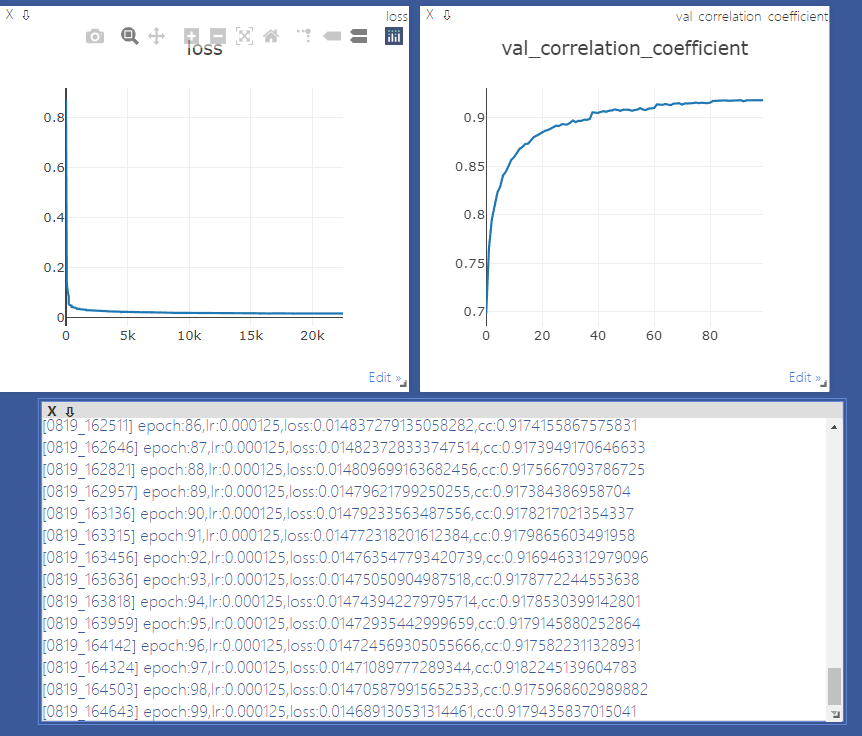 X ⇩ loss
loss
0.8
0.6
0.4
0.2
0
0 5k 10k 15k 20k
Edit »
X ⇩ val_correlation_coefficient
val_correlation_coefficient
0.9
0.85
0.8
0.75
0.7
0 20 40 60 80
Edit »
X ⇩
[0819_162511] epoch:86,lr:0.000125,loss:0.014837279135058282,cc:0.9174155867575831
[0819_162646] epoch:87,lr:0.000125,loss:0.014823728333747514,cc:0.9173949170646633
[0819_162821] epoch:88,lr:0.000125,loss:0.014809699163682456,cc:0.9175667093786725
[0819_162957] epoch:89,lr:0.000125,loss:0.01479621799250255,cc:0.917384386958704
[0819_163136] epoch:90,lr:0.000125,loss:0.01479233563487556,cc:0.9178217021354337
[0819_163315] epoch:91,lr:0.000125,loss:0.014772318201612384,cc:0.9179865603491958
[0819_163456] epoch:92,lr:0.000125,loss:0.014763547793420739,cc:0.9169463312979096
[0819_163636] epoch:93,lr:0.000125,loss:0.01475050904987518,cc:0.9178772244553638
[0819_163818] epoch:94,lr:0.000125,loss:0.014743942279795714,cc:0.9178530399142801
[0819_163959] epoch:95,lr:0.000125,loss:0.01472935442999659,cc:0.9179145880252864
[0819_164142] epoch:96,lr:0.000125,loss:0.014724569305055666,cc:0.9175822311328931
[0819_164324] epoch:97,lr:0.000125,loss:0.01471089777289344,cc:0.9182245139604783
[0819_164503] epoch:98,lr:0.000125,loss:0.014705879915652533,cc:0.9175968602989882
[0819_164643] epoch:99,lr:0.000125,loss:0.014689130531314461,cc:0.9179435837015041